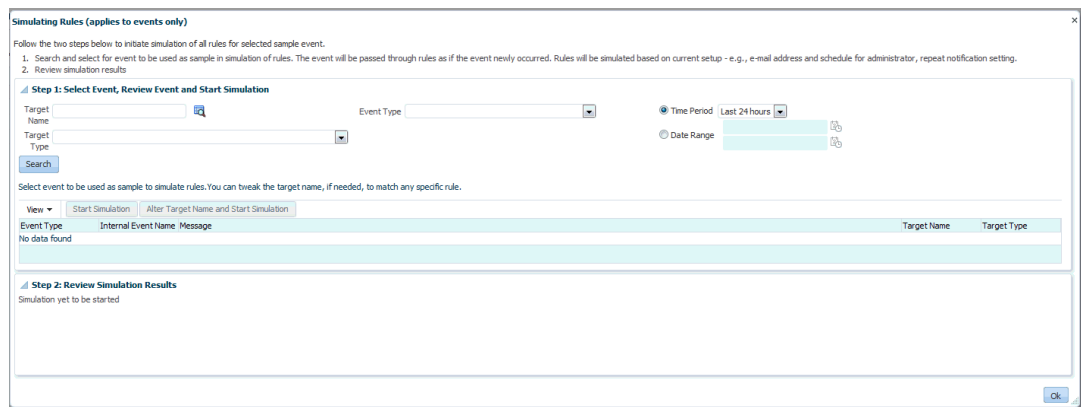 Simulating Rules (applies to events only)
Follow the two steps below to initiate simulation of all rules for selected sample event.
1. Search and select for event to be used as sample in simulation of rules. The event will be passed through rules as if the event newly occurred. Rules will be simulated based on current setup - e.g., e-mail address and schedule for administrator, repeat notification setting.
2. Review simulation results
Step 1: Select Event, Review Event and Start Simulation
Target Name
Event Type
Time Period Last 24 hours
Target Type
Date Range
Search
Select event to be used as sample to simulate rules.You can tweak the target name, if needed, to match any specific rule.
View Start Simulation Alter Target Name and Start Simulation
Event Type Internal Event Name Message Target Name Target Type
No data found
Step 2: Review Simulation Results
Simulation yet to be started
Ok